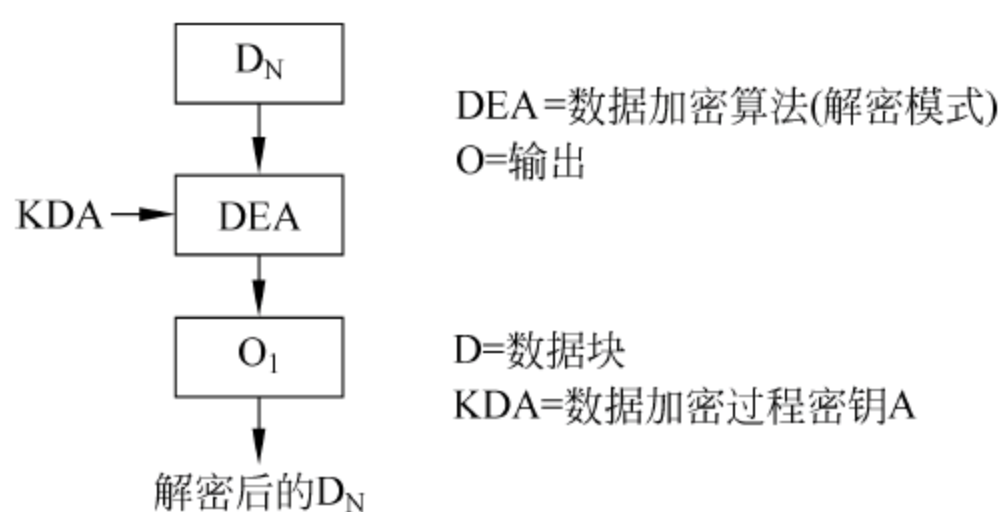 D_N
DEA=数据加密算法(解密模式)
O=输出
KDA
DEA
O_1
D=数据块
KDA=数据加密过程密钥A
解密后的D_N